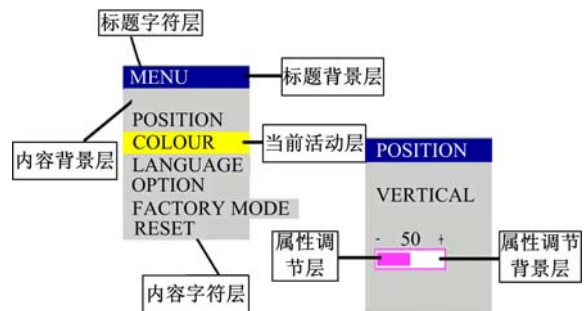 标题字符层
MENU
标题背景层
POSITION
内容背景层
COLOUR
当前活动层
LANGUAGE
OPTION
FACTORY MODE
RESET
内容字符层
POSITION
VERTICAL
- 50 +
属性调
节层
属性调节
背景层